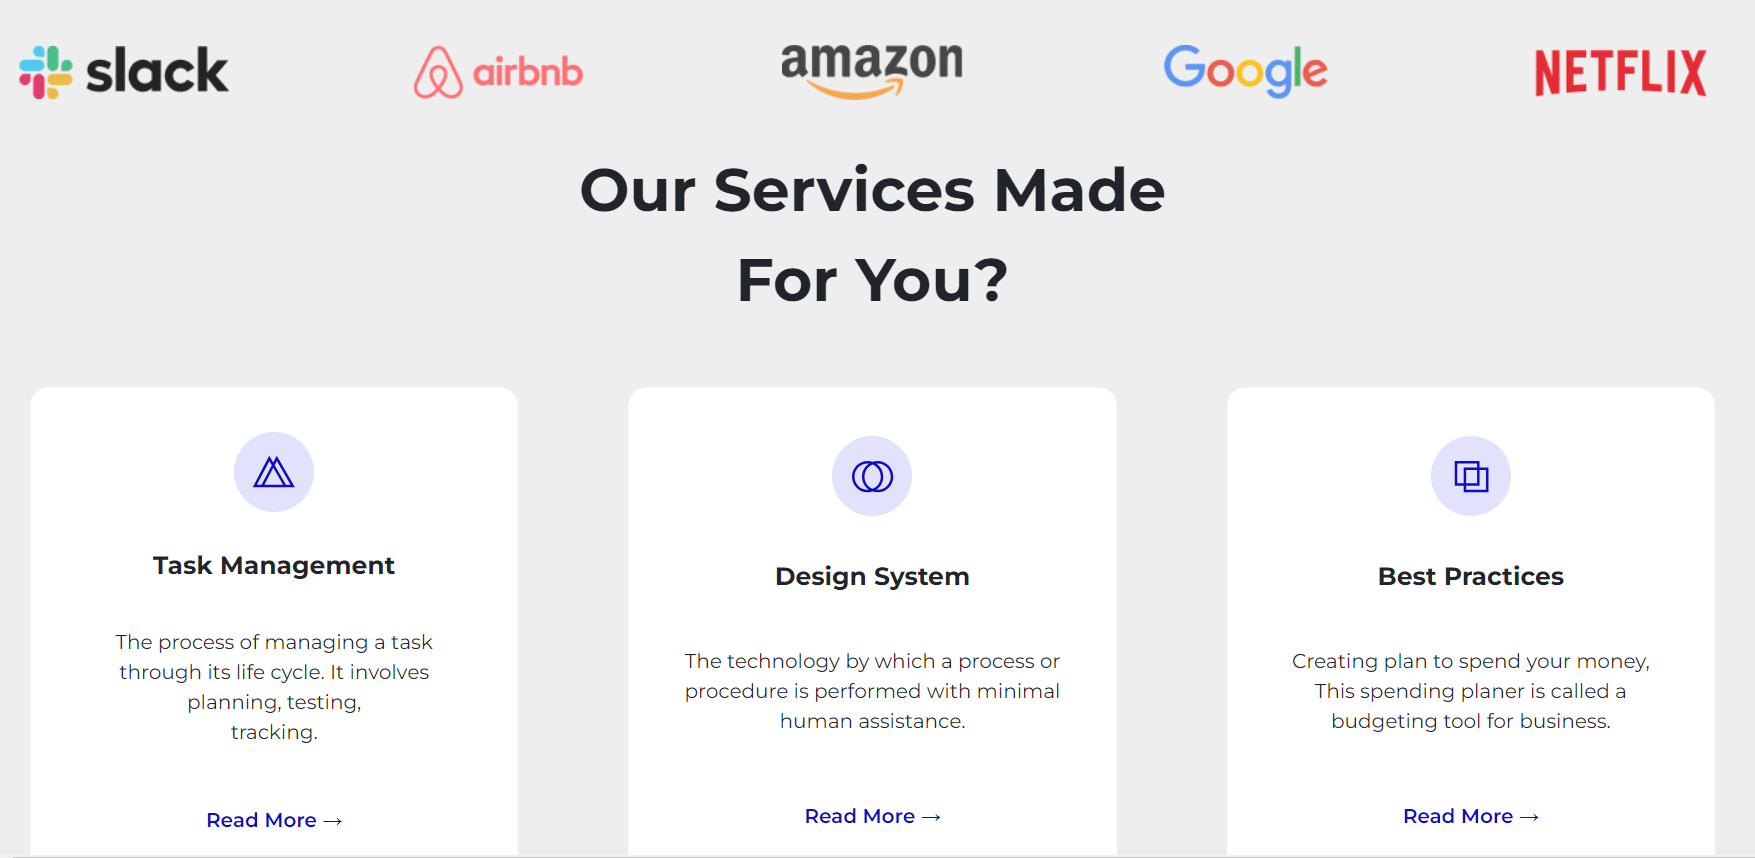 slack
airbnb
amazon
Google
NETFLIX
Our Services Made
For You?
Task Management
The process of managing a task
through its life cycle. It involves
planning, testing,
tracking.
Read More →
Design System
The technology by which a process or
procedure is performed with minimal
human assistance.
Read More →
Best Practices
Creating plan to spend your money,
This spending planer is called a
budgeting tool for business.
Read More →